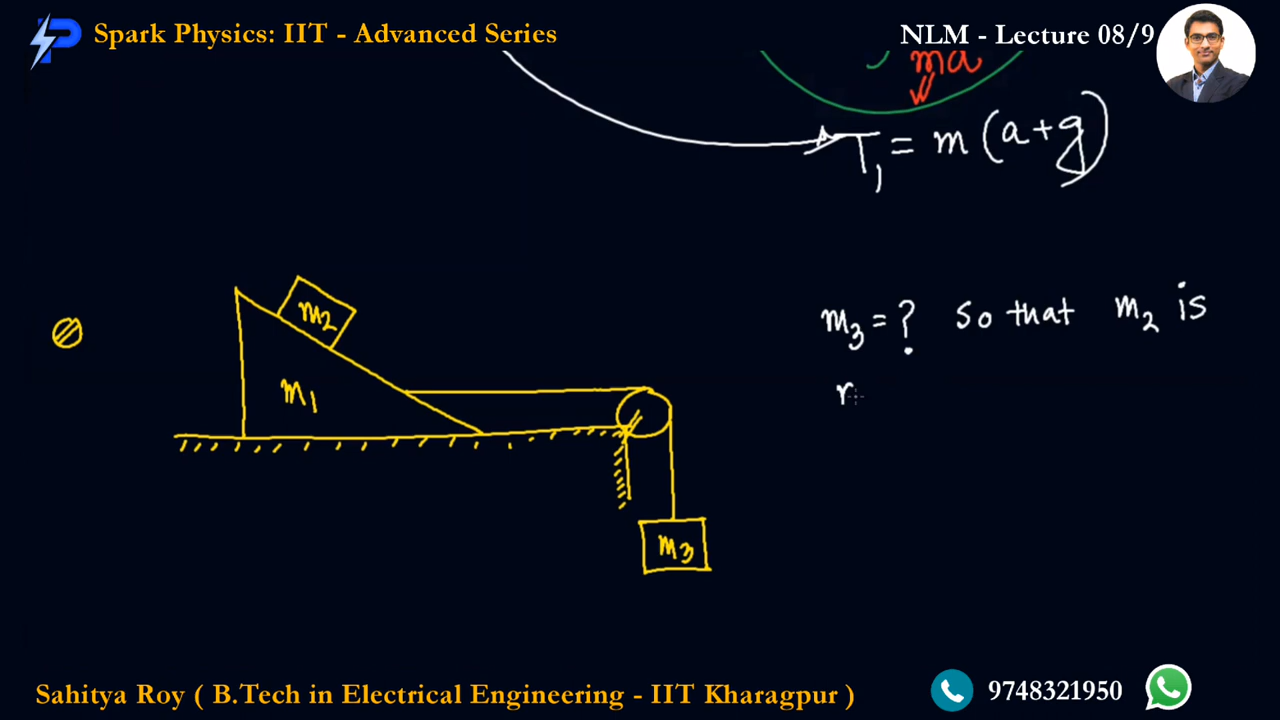 Spark Physics: IIT - Advanced Series
NLM - Lecture 08/9
ma
T₁ = m (a+g)
m₂
m₁
m₃ = ? so that m₂ is
r
m₃
Sahitya Roy ( B.Tech in Electrical Engineering - IIT Kharagpur )
9748321950